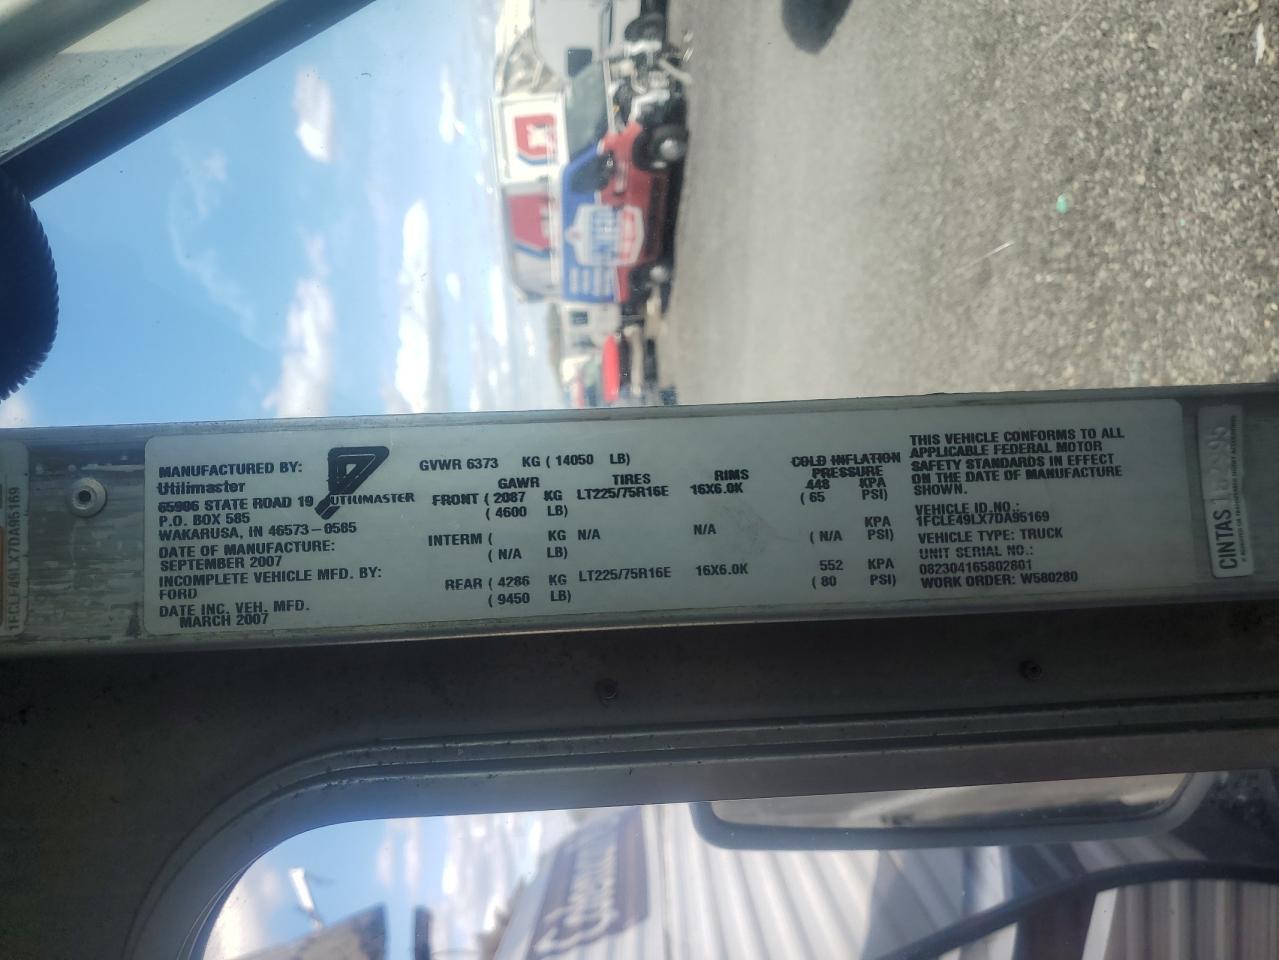 MANUFACTURED BY:
Utilimaster
65906 STATE ROAD 19
P.O. BOX 585
WAKARUSA, IN 46573-0585
DATE OF MANUFACTURE:
SEPTEMBER 2007
INCOMPLETE VEHICLE MFD. BY:
FORD
DATE INC. VEH. MFD.
MARCH 2007
UTILIMASTER
GVWR 6373 KG ( 14050 LB)
GAWR TIRES RIMS COLD INFLATION PRESSURE
FRONT ( 2087 KG LT225/75R16E 16X6.0K 448 KPA
( 4600 LB) ( 65 PSI)
INTERM ( KG N/A N/A KPA
( N/A LB) ( N/A PSI)
REAR ( 4286 KG LT225/75R16E 16X6.0K 552 KPA
( 9450 LB) ( 80 PSI)
THIS VEHICLE CONFORMS TO ALL
APPLICABLE FEDERAL MOTOR
SAFETY STANDARDS IN EFFECT
ON THE DATE OF MANUFACTURE
SHOWN.
VEHICLE ID.NO.:
1FCLE49LX7DA95169
VEHICLE TYPE: TRUCK
UNIT SERIAL NO.:
082304165802801
WORK ORDER: W580280
CINTAS
1FCLE49LX7DA95169